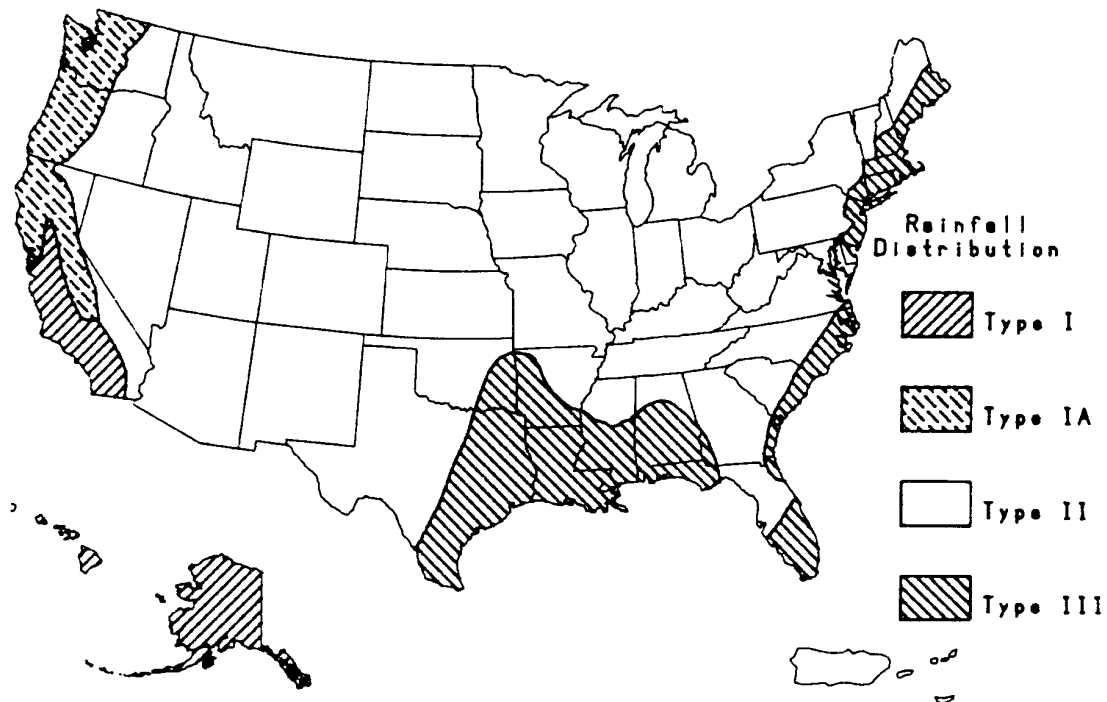 Rainfall
Distribution
Type I
Type IA
Type II
Type III